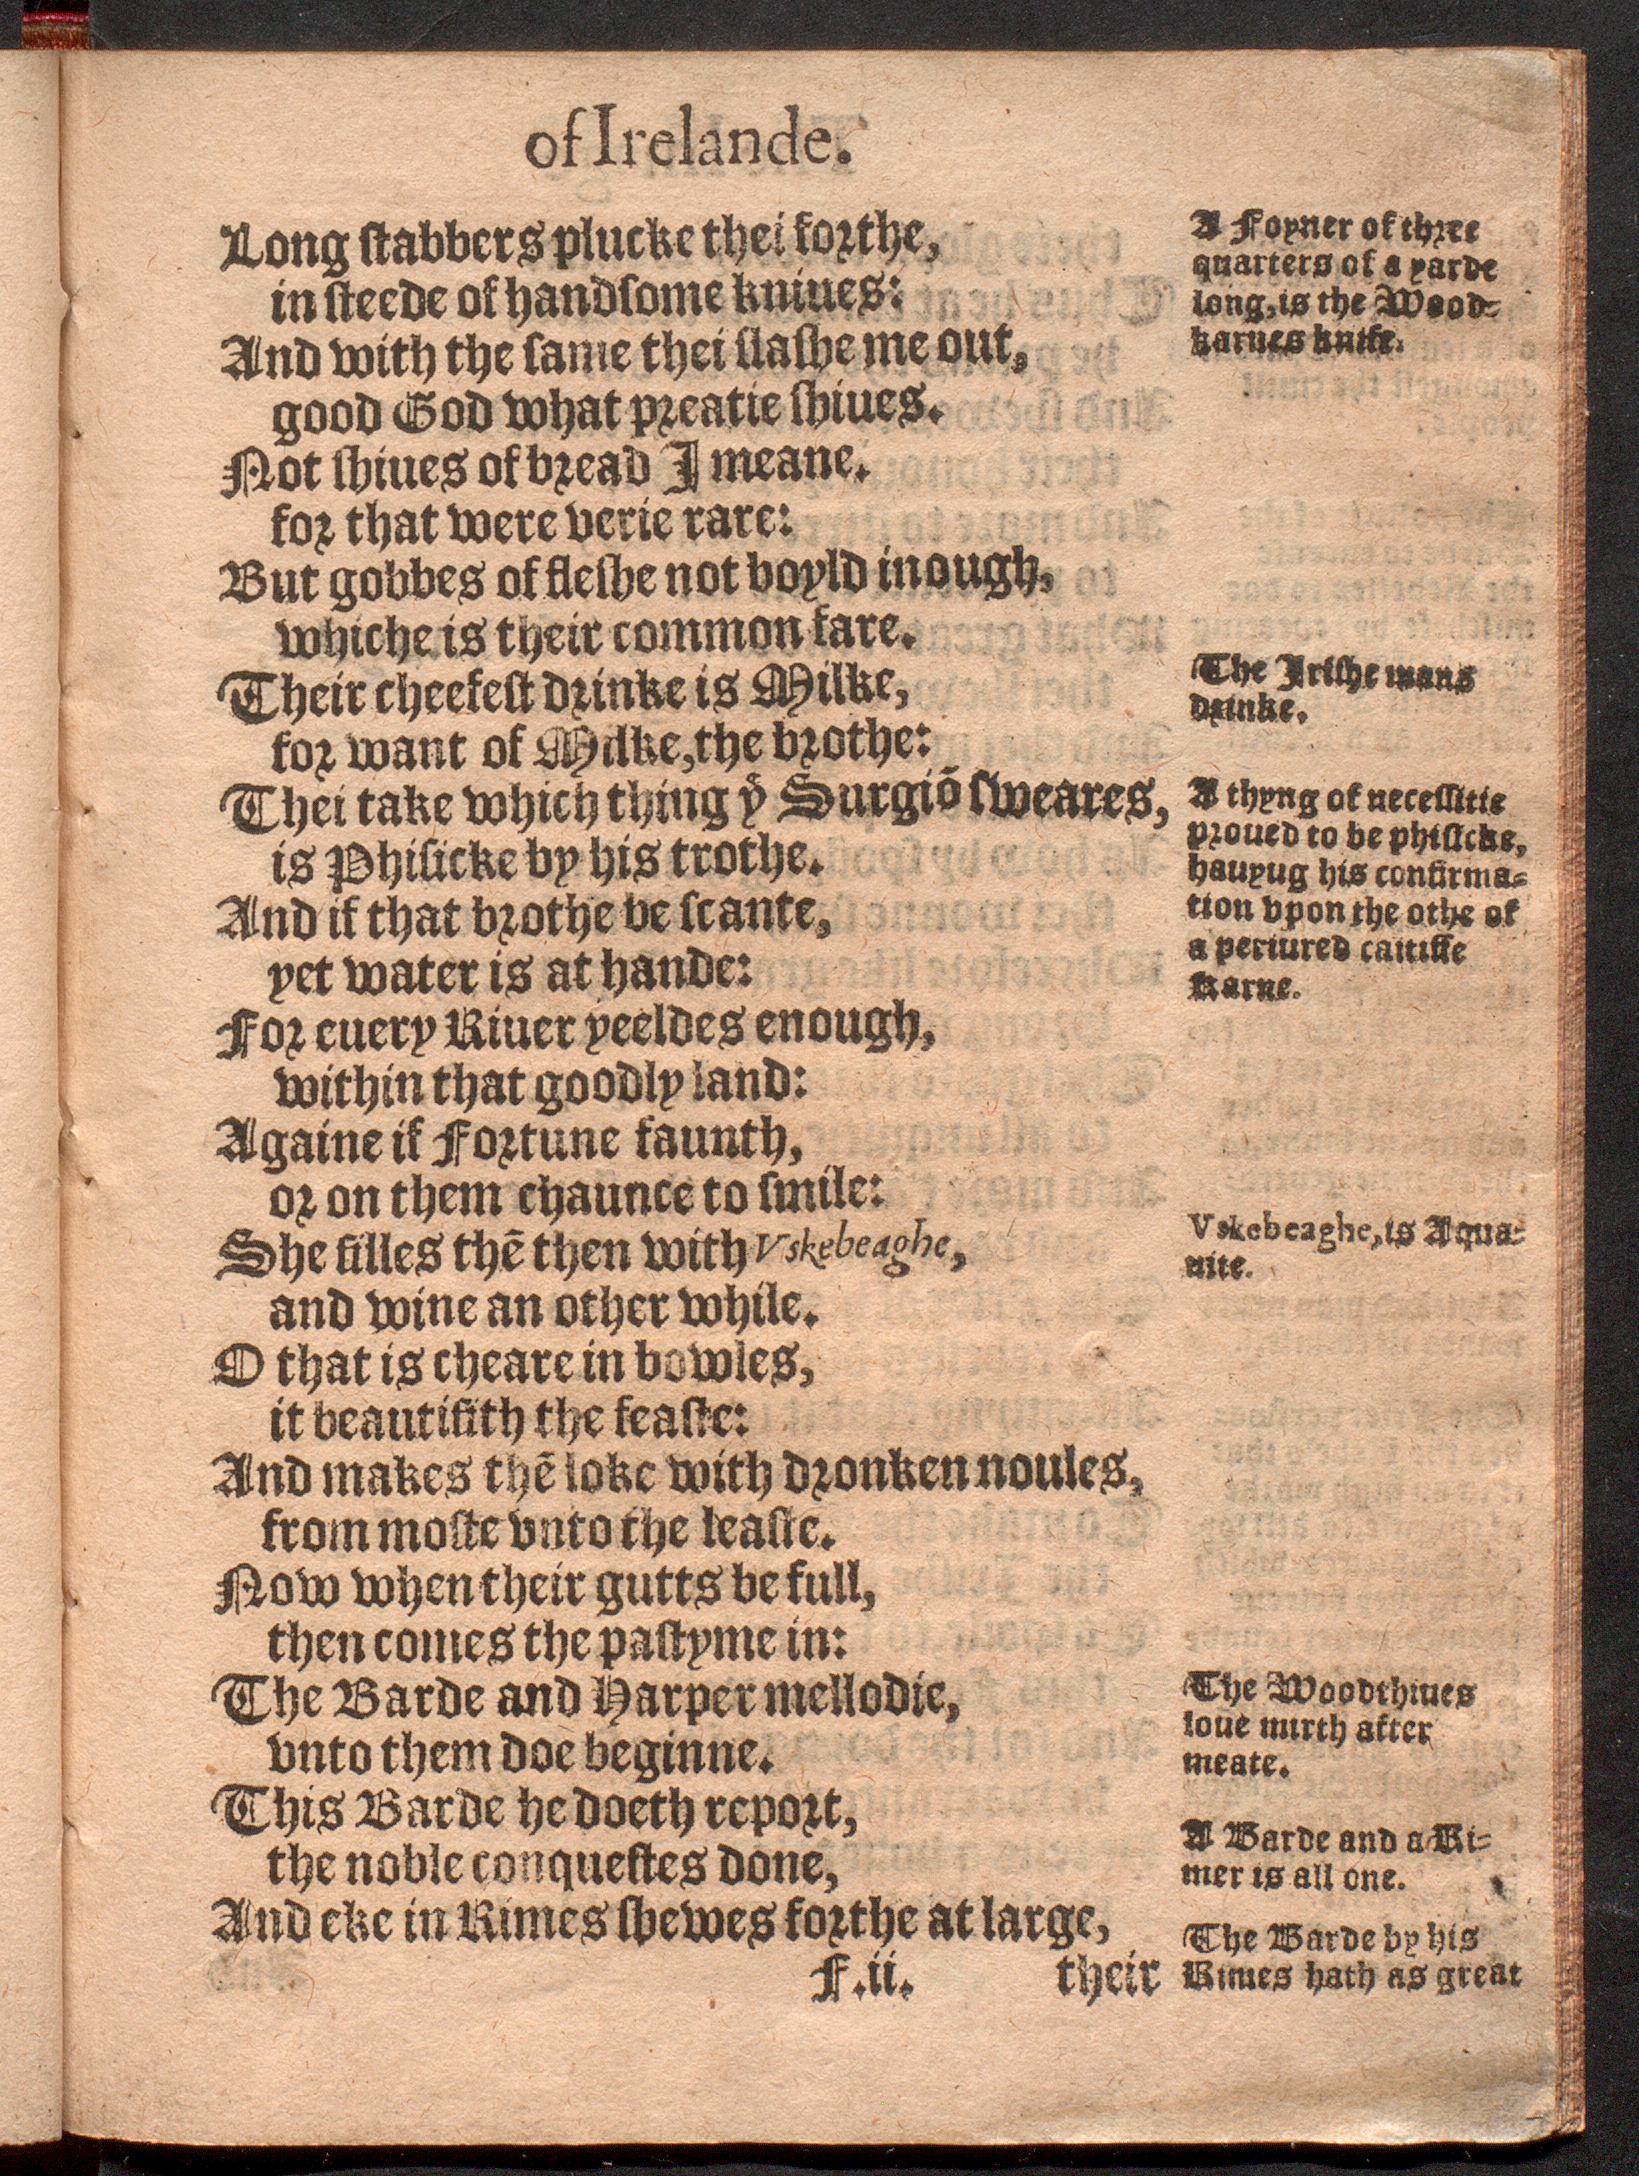 of Irelande.
Long ſtabbers plucke thei forthe,
in ſteede of handſome kniues:
And with the ſame thei ſlaſhe me out,
good God what preatie ſhiues.
Not ſhiues of bread I meane.
for that were verie rare:
But gobbes of fleſhe not boyld inough,
whiche is their common fare.
Their cheefeſt drinke is Milke,
for want of Milke, the brothe:
Thei take which thing yͤ Surgiō ſweares,
is Phiſicke by his trothe.
And if that brothe be ſcante,
yet water is at hande:
For euery Riuer yeeldes enough,
within that goodly land:
Againe if Fortune faunth,
or on them chaunce to ſmile:
She filles thē then with Vskebeaghe,
and wine an other while.
O that is cheare in bowles,
it beautifith the feaſte:
And makes thē loke with dronken noules,
from moſte vnto the leaſte.
Now when their gutts be full,
then comes the paſtyme in:
The Barde and Harper mellodie,
vnto them doe beginne.
This Barde he doeth report,
the noble conqueſtes done,
And eke in Rimes ſhewes forthe at large,
F.ii. their
A Foyner of three
quarters of a yarde
long, is the Wood-
karnes knife.
The Iriſhe mans
drinke.
A thyng of neceſſitie
proued to be phiſicke,
hauyng his confirma-
tion vpon the othe of
a periured caitiffe
Karne.
Vskebeaghe, is Aqua-
uite.
The Woodthiues
loue mirth after
meate.
A Barde and a Ri-
mer is all one.
The Barde by his
Rimes hath as great